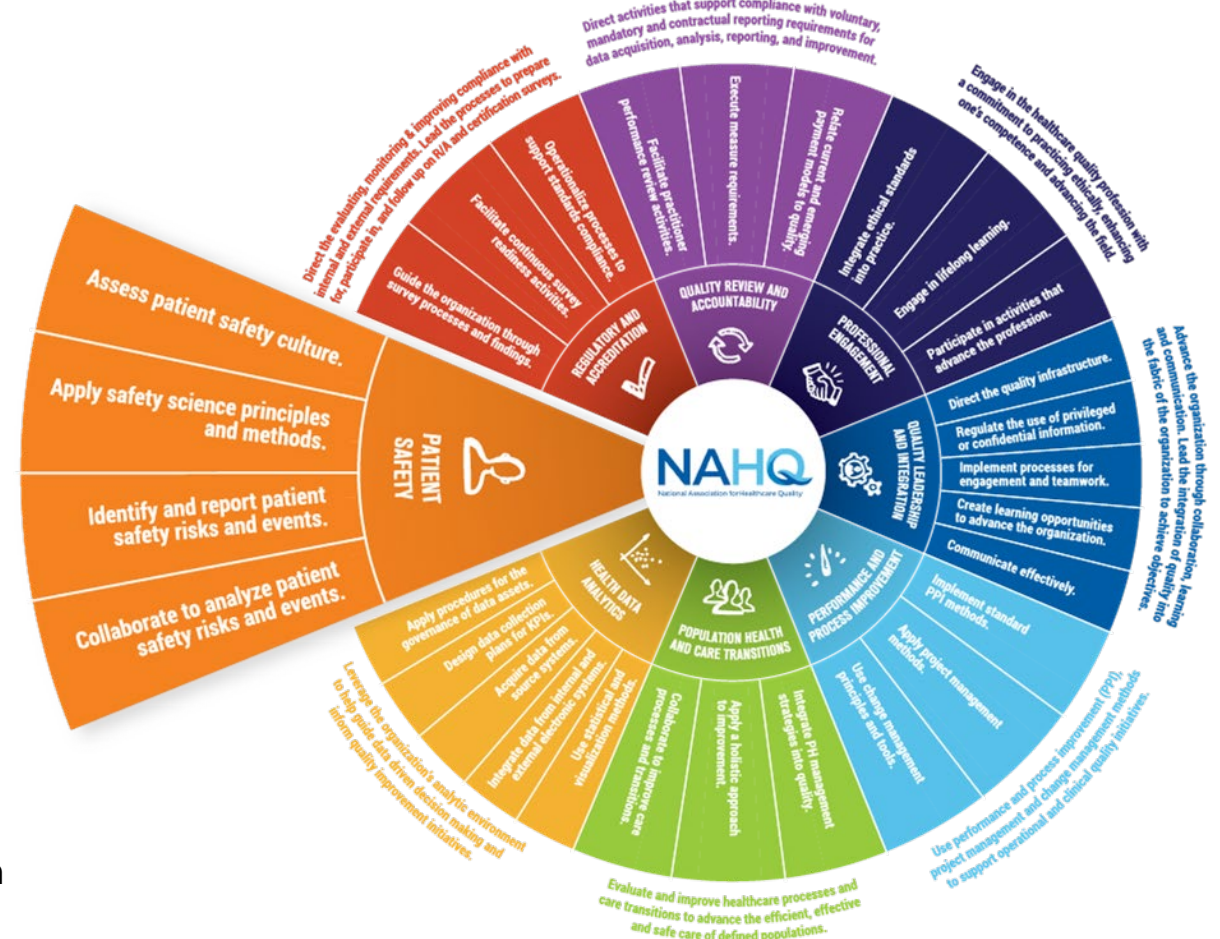 Direct activities that support compliance with voluntary,
mandatory and contractual reporting requirements for
data acquisition, analysis, reporting, and improvement.
Facilitate practitioner
performance review activities.
Execute measure requirements.
Relate current and emerging
payment models to quality.
QUALITY REVIEW AND
ACCOUNTABILITY
Engage in the healthcare quality profession with
a commitment to practicing ethically, enhancing
one's competence and advancing the field.
Integrate ethical standards
into practice.
Engage in lifelong learning.
Participate in activities that
advance the profession.
PROFESSIONAL
ENGAGEMENT
Advance the organization through collaboration, learning
and communication. Lead the integration of quality into
the fabric of the organization to achieve objectives.
Direct the quality infrastructure.
Regulate the use of privileged
or confidential information.
Implement processes for
engagement and teamwork.
Create learning opportunities
to advance the organization.
Communicate effectively.
QUALITY LEADERSHIP
AND INTEGRATION
Use performance and process improvement (PPI),
project management and change management methods
to support operational and clinical quality initiatives.
Implement standard
PPI methods.
Apply project management
methods.
Use change management
principles and tools.
PERFORMANCE AND
PROCESS IMPROVEMENT
Evaluate and improve healthcare processes and
care transitions to advance the efficient, effective
and safe care of defined populations.
Integrate PH management
strategies into quality.
Apply a holistic approach
to improvement.
Collaborate to improve care
processes and transitions.
POPULATION HEALTH
AND CARE TRANSITIONS
Leverage the organization's analytic environment
to help guide data driven decision making and
inform quality improvement initiatives.
Apply procedures for the
governance of data assets.
Design data collection
plans for KPIs.
Acquire data from
source systems.
Integrate data from internal and
external electronic systems.
Use statistical and
visualization methods.
HEALTH DATA
ANALYTICS
Assess patient safety culture.
Apply safety science principles
and methods.
Identify and report patient
safety risks and events.
Collaborate to analyze patient
safety risks and events.
PATIENT
SAFETY
Direct the evaluating, monitoring & improving compliance with
internal and external requirements. Lead the processes to prepare
for, participate in, and follow up on R/A and certification surveys.
Guide the organization through
survey processes and findings.
Facilitate continuous survey
readiness activities.
Operationalize processes to
support standards compliance.
REGULATORY AND
ACCREDITATION
NAHQ
National Association for Healthcare Quality